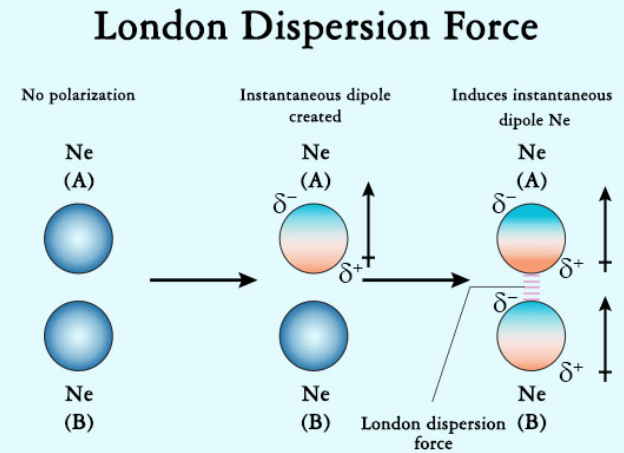 London Dispersion Force
No polarization
Instantaneous dipole
created
Induces instantaneous
dipole Ne
Ne
(A)
Ne
(A)
Ne
(A)
δ⁻
δ⁺
δ⁻
δ⁺
δ⁻
δ⁺
Ne
(B)
Ne
(B)
Ne
(B)
London dispersion
force